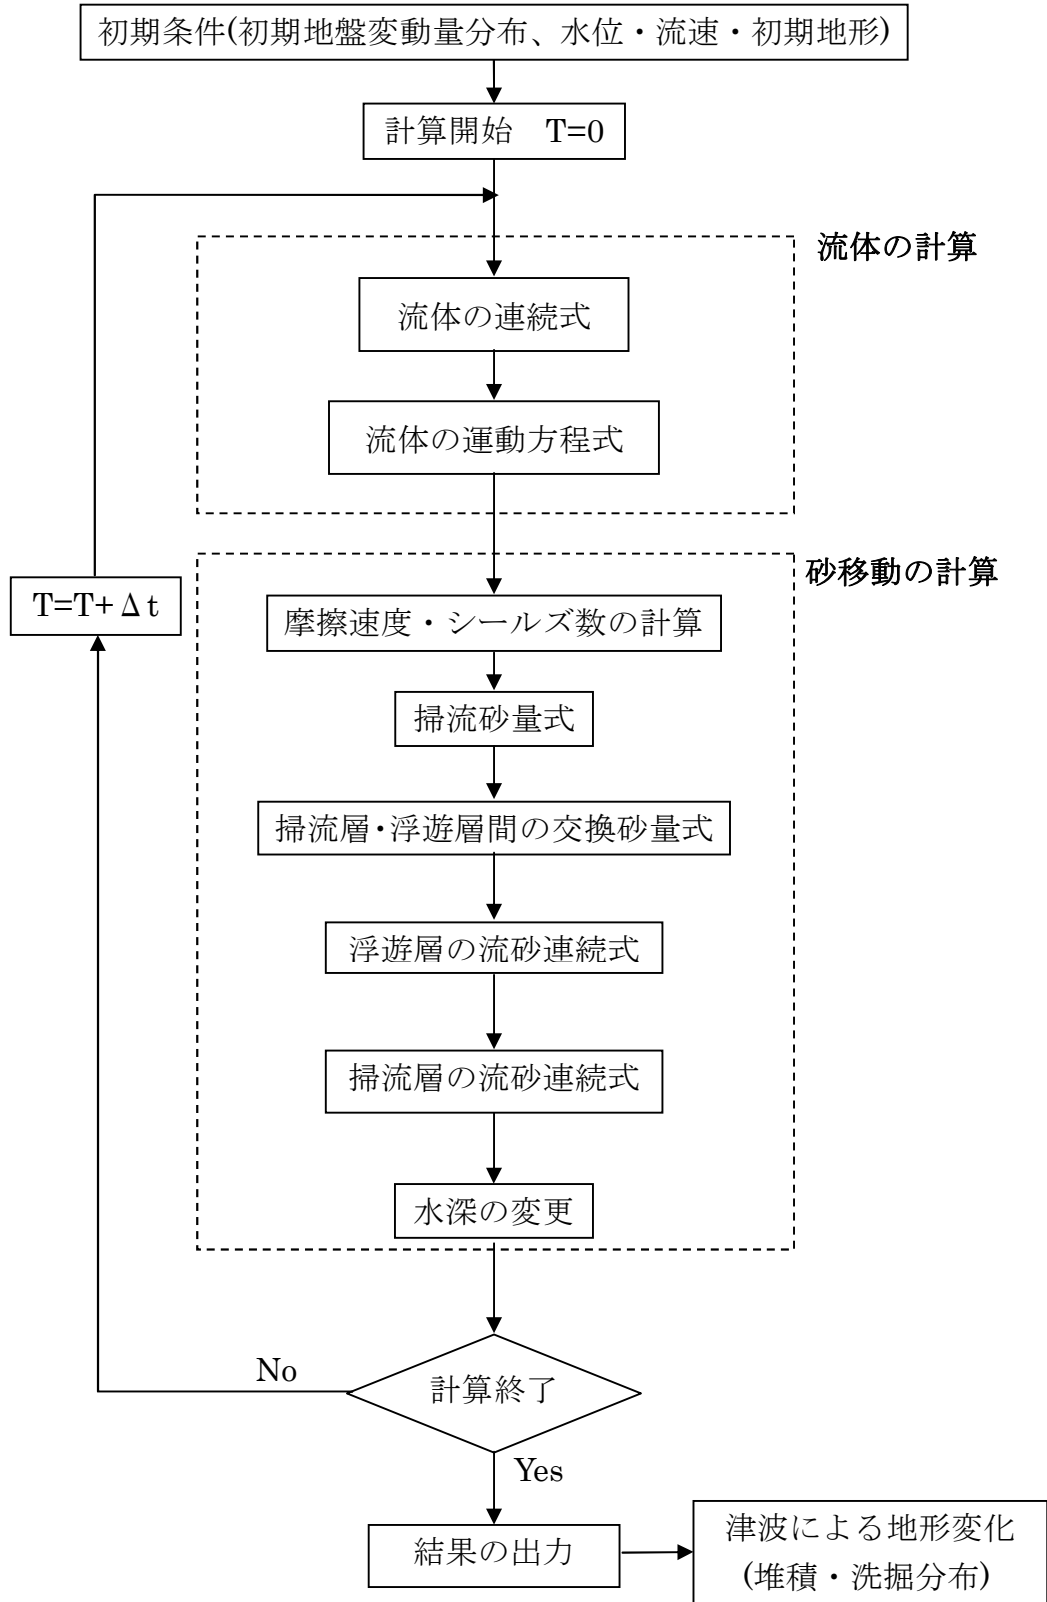 初期条件(初期地盤変動量分布、水位・流速・初期地形)
計算開始　T=0
流体の計算
流体の連続式
流体の運動方程式
砂移動の計算
T=T+Δt
摩擦速度・シールズ数の計算
掃流砂量式
掃流層・浮遊層間の交換砂量式
浮遊層の流砂連続式
掃流層の流砂連続式
水深の変更
No
計算終了
Yes
結果の出力
津波による地形変化
(堆積・洗掘分布)